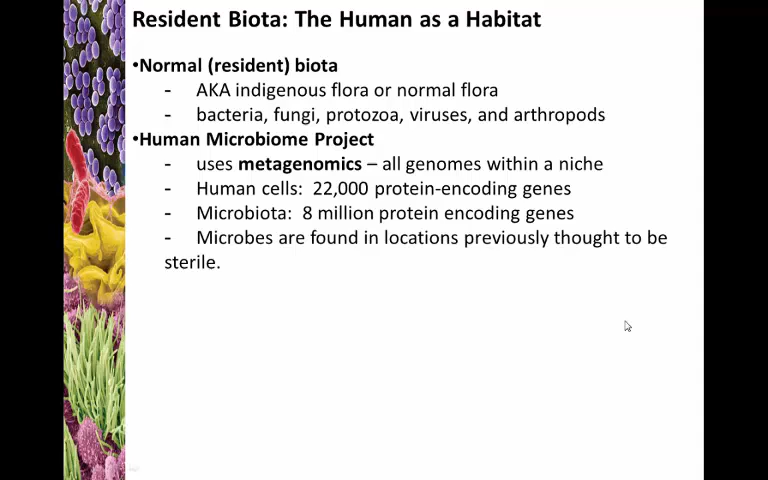 Resident Biota: The Human as a Habitat
•Normal (resident) biota
- AKA indigenous flora or normal flora
- bacteria, fungi, protozoa, viruses, and arthropods
•Human Microbiome Project
- uses metagenomics – all genomes within a niche
- Human cells: 22,000 protein-encoding genes
- Microbiota: 8 million protein encoding genes
- Microbes are found in locations previously thought to be
sterile.